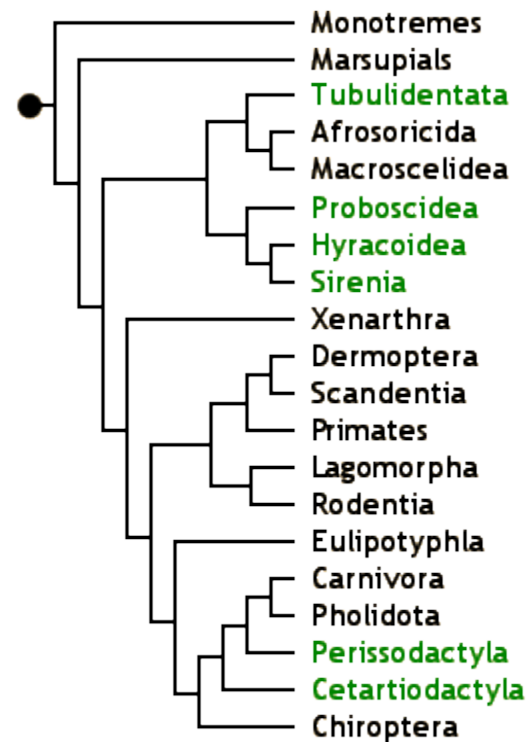 Monotremes
Marsupials
Tubulidentata
Afrosoricida
Macroscelidea
Proboscidea
Hyracoidea
Sirenia
Xenarthra
Dermoptera
Scandentia
Primates
Lagomorpha
Rodentia
Eulipotyphla
Carnivora
Pholidota
Perissodactyla
Cetartiodactyla
Chiroptera